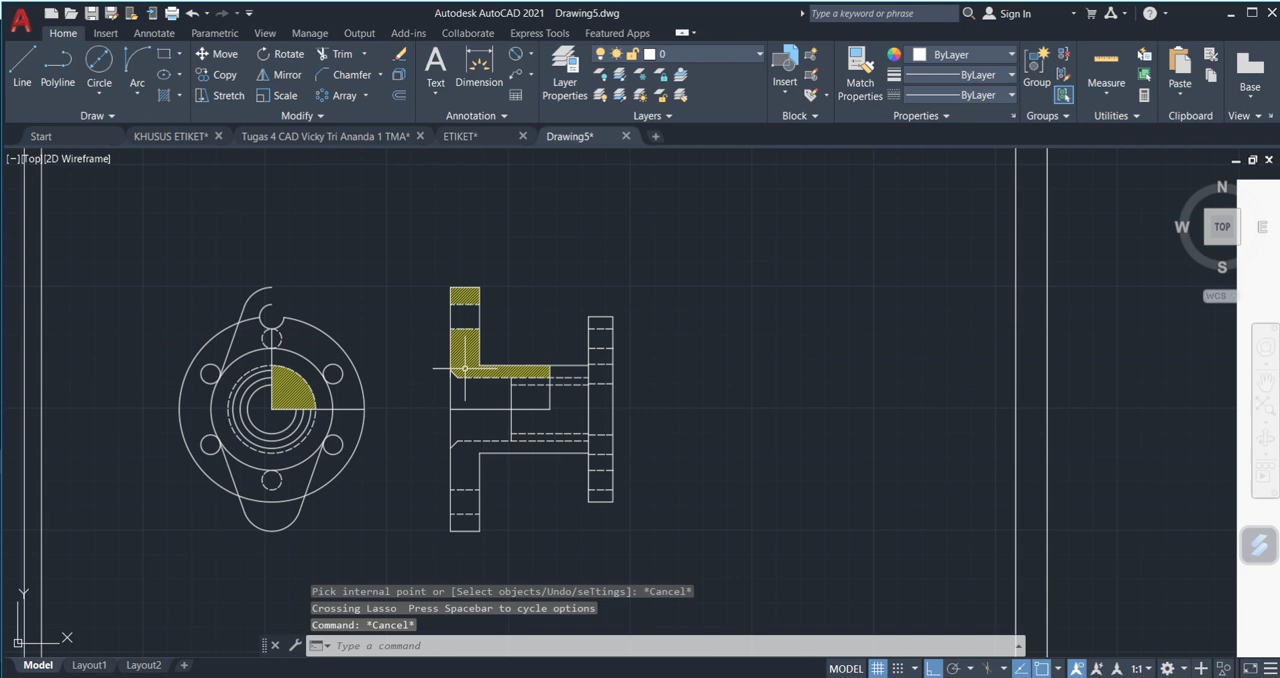 Autodesk AutoCAD 2021 Drawing5.dwg
Type a keyword or phrase
Sign In
Home Insert Annotate Parametric View Manage Output Add-ins Collaborate Express Tools Featured Apps
Line Polyline Circle Arc
Move Rotate Trim
Copy Mirror Chamfer
Stretch Scale Array
Text Dimension
Layer Properties
0
Insert
Match Properties
ByLayer
ByLayer
ByLayer
Group
Measure
Paste
Base
Draw Modify Annotation Layers Block Properties Groups Utilities Clipboard View
Start KHUSUS ETIKET* Tugas 4 CAD Vicky Tri Ananda 1 TMA* ETIKET* Drawing5*
[−][Top][2D Wireframe]
N
W TOP E
S
WCS
Y
X
Pick internal point or [Select objects/Undo/seTtings]: *Cancel*
Crossing Lasso  Press Spacebar to cycle options
Command: *Cancel*
Type a command
Model Layout1 Layout2
MODEL
1:1